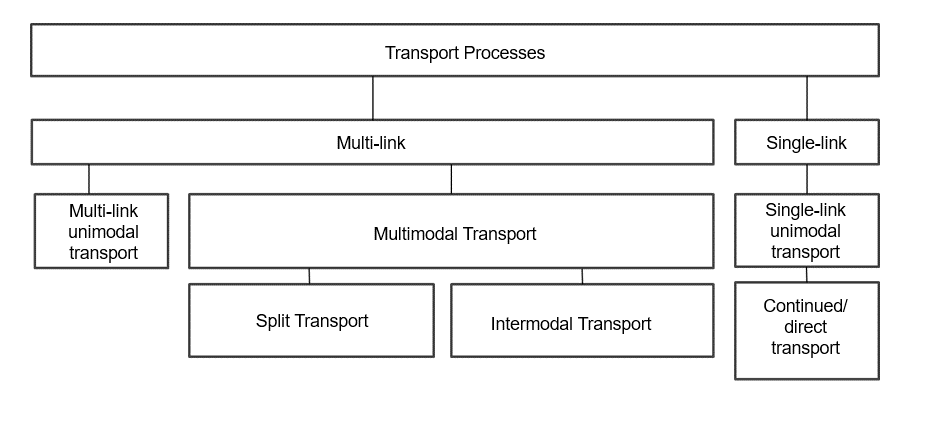 Transport Processes
Multi-link
Single-link
Multi-link
unimodal
transport
Multimodal Transport
Single-link
unimodal
transport
Split Transport
Intermodal Transport
Continued/
direct
transport